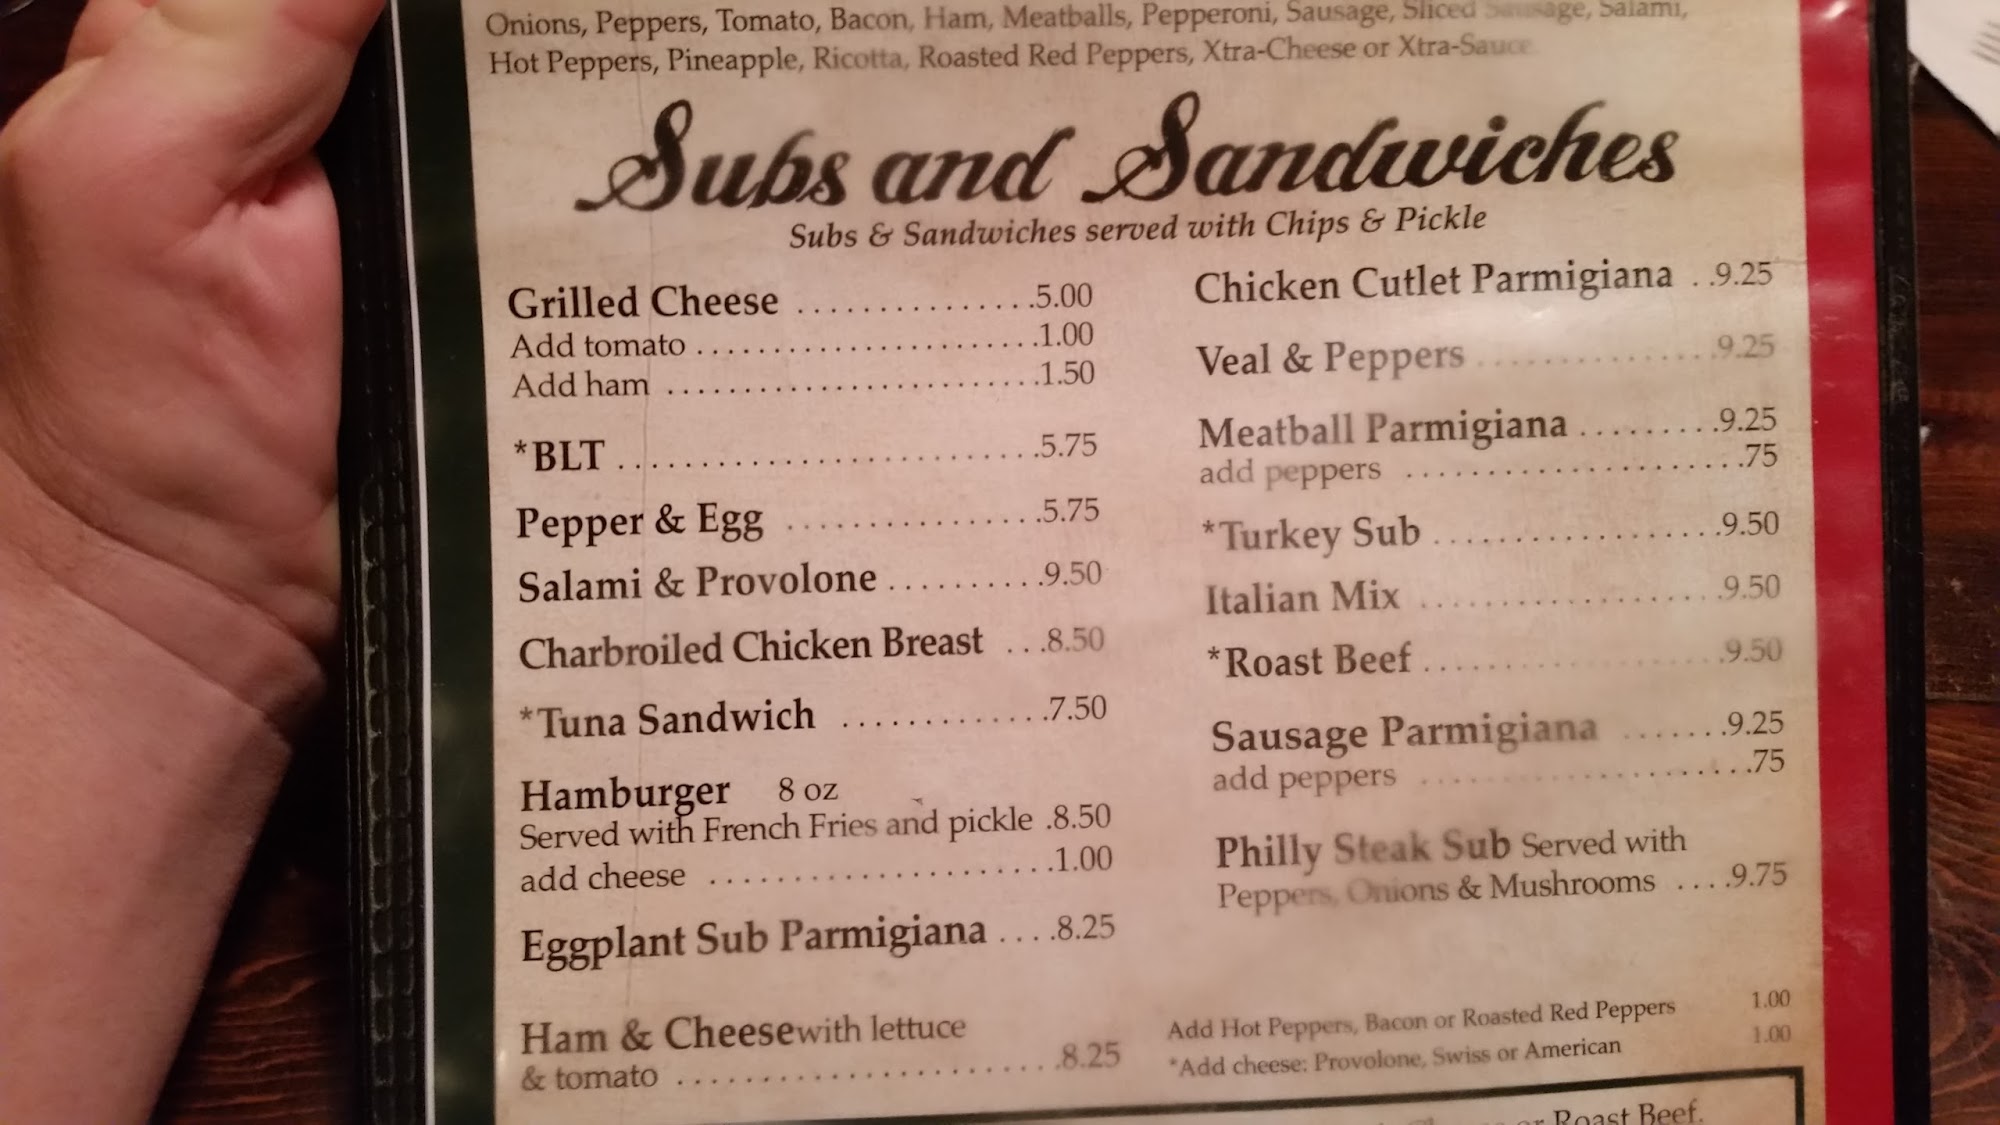 Onions, Peppers, Tomato, Bacon, Ham, Meatballs, Pepperoni, Sausage, Sliced Sausage, Salami,
Hot Peppers, Pineapple, Ricotta, Roasted Red Peppers, Xtra-Cheese or Xtra-Sauce
Subs and Sandwiches
Subs & Sandwiches served with Chips & Pickle
Grilled Cheese ...............5.00
Add tomato .......................1.00
Add ham .........................1.50
*BLT ............................5.75
Pepper & Egg .................5.75
Salami & Provolone ..........9.50
Charbroiled Chicken Breast ...8.50
*Tuna Sandwich .............7.50
Hamburger 8 oz
Served with French Fries and pickle .8.50
add cheese .....................1.00
Eggplant Sub Parmigiana ....8.25
Ham & Cheese with lettuce
& tomato .......................8.25
Chicken Cutlet Parmigiana ..9.25
Veal & Peppers ................9.25
Meatball Parmigiana .........9.25
add peppers .....................75
*Turkey Sub ..................9.50
Italian Mix ...................9.50
*Roast Beef ...................9.50
Sausage Parmigiana .......9.25
add peppers .....................75
Philly Steak Sub Served with
Peppers, Onions & Mushrooms ....9.75
Add Hot Peppers, Bacon or Roasted Red Peppers 1.00
*Add cheese: Provolone, Swiss or American 1.00
or Roast Beef.